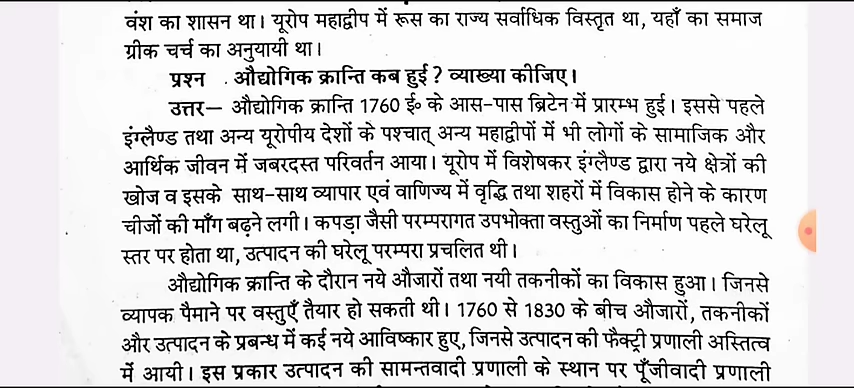 वंश का शासन था। यूरोप महाद्वीप में रूस का राज्य सर्वाधिक विस्तृत था, यहाँ का समाज
ग्रीक चर्च का अनुयायी था।
प्रश्न . औद्योगिक क्रान्ति कब हुई ? व्याख्या कीजिए।
उत्तर— औद्योगिक क्रान्ति 1760 ई० के आस-पास ब्रिटेन में प्रारम्भ हुई। इससे पहले
इंग्लैण्ड तथा अन्य यूरोपीय देशों के पश्चात् अन्य महाद्वीपों में भी लोगों के सामाजिक और
आर्थिक जीवन में जबरदस्त परिवर्तन आया। यूरोप में विशेषकर इंग्लैण्ड द्वारा नये क्षेत्रों की
खोज व इसके साथ-साथ व्यापार एवं वाणिज्य में वृद्धि तथा शहरों में विकास होने के कारण
चीजों की माँग बढ़ने लगी। कपड़ा जैसी परम्परागत उपभोक्ता वस्तुओं का निर्माण पहले घरेलू
स्तर पर होता था, उत्पादन की घरेलू परम्परा प्रचलित थी।
औद्योगिक क्रान्ति के दौरान नये औजारों तथा नयी तकनीकों का विकास हुआ। जिनसे
व्यापक पैमाने पर वस्तुएँ तैयार हो सकती थी। 1760 से 1830 के बीच औजारों, तकनीकों
और उत्पादन के प्रबन्ध में कई नये आविष्कार हुए, जिनसे उत्पादन की फैक्ट्री प्रणाली अस्तित्व
में आयी। इस प्रकार उत्पादन की सामन्तवादी प्रणाली के स्थान पर पूँजीवादी प्रणाली